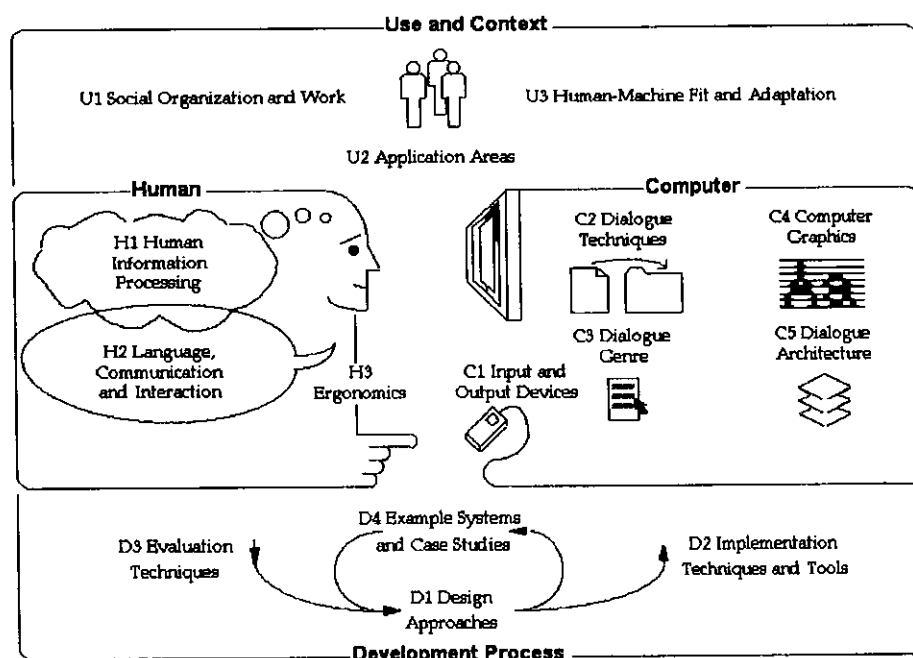 Use and Context
U1 Social Organization and Work
U3 Human-Machine Fit and Adaptation
U2 Application Areas
Human
H1 Human
Information
Processing
H2 Language,
Communication
and Interaction
H3
Ergonomics
Computer
C1 Input and
Output Devices
C2 Dialogue
Techniques
C3 Dialogue
Genre
C4 Computer
Graphics
C5 Dialogue
Architecture
D3 Evaluation
Techniques
D4 Example Systems
and Case Studies
D1 Design
Approaches
D2 Implementation
Techniques and Tools
Development Process